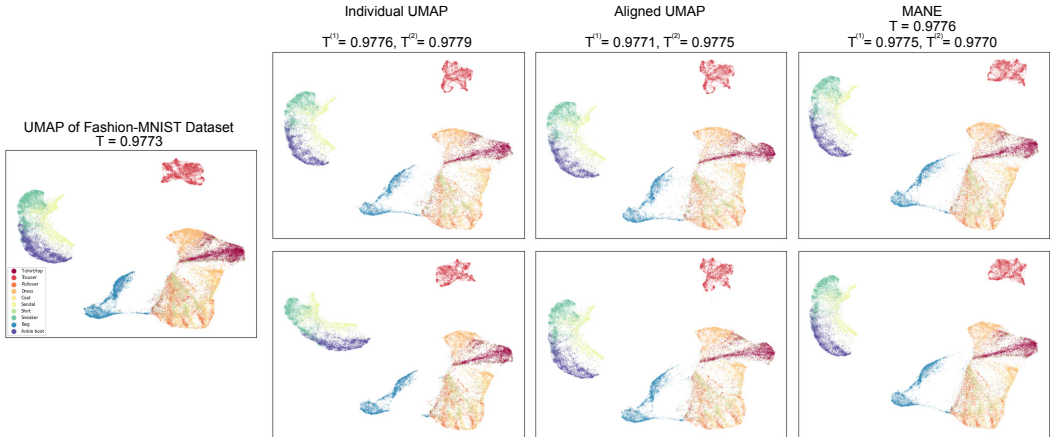 Individual UMAP
T(1)= 0.9776, T(2)= 0.9779
Aligned UMAP
T(1)= 0.9771, T(2)= 0.9775
MANE
T = 0.9776
T(1)= 0.9775, T(2)= 0.9770
UMAP of Fashion-MNIST Dataset
T = 0.9773
T-shirt/top
Trouser
Pullover
Dress
Coat
Sandal
Shirt
Sneaker
Bag
Ankle boot